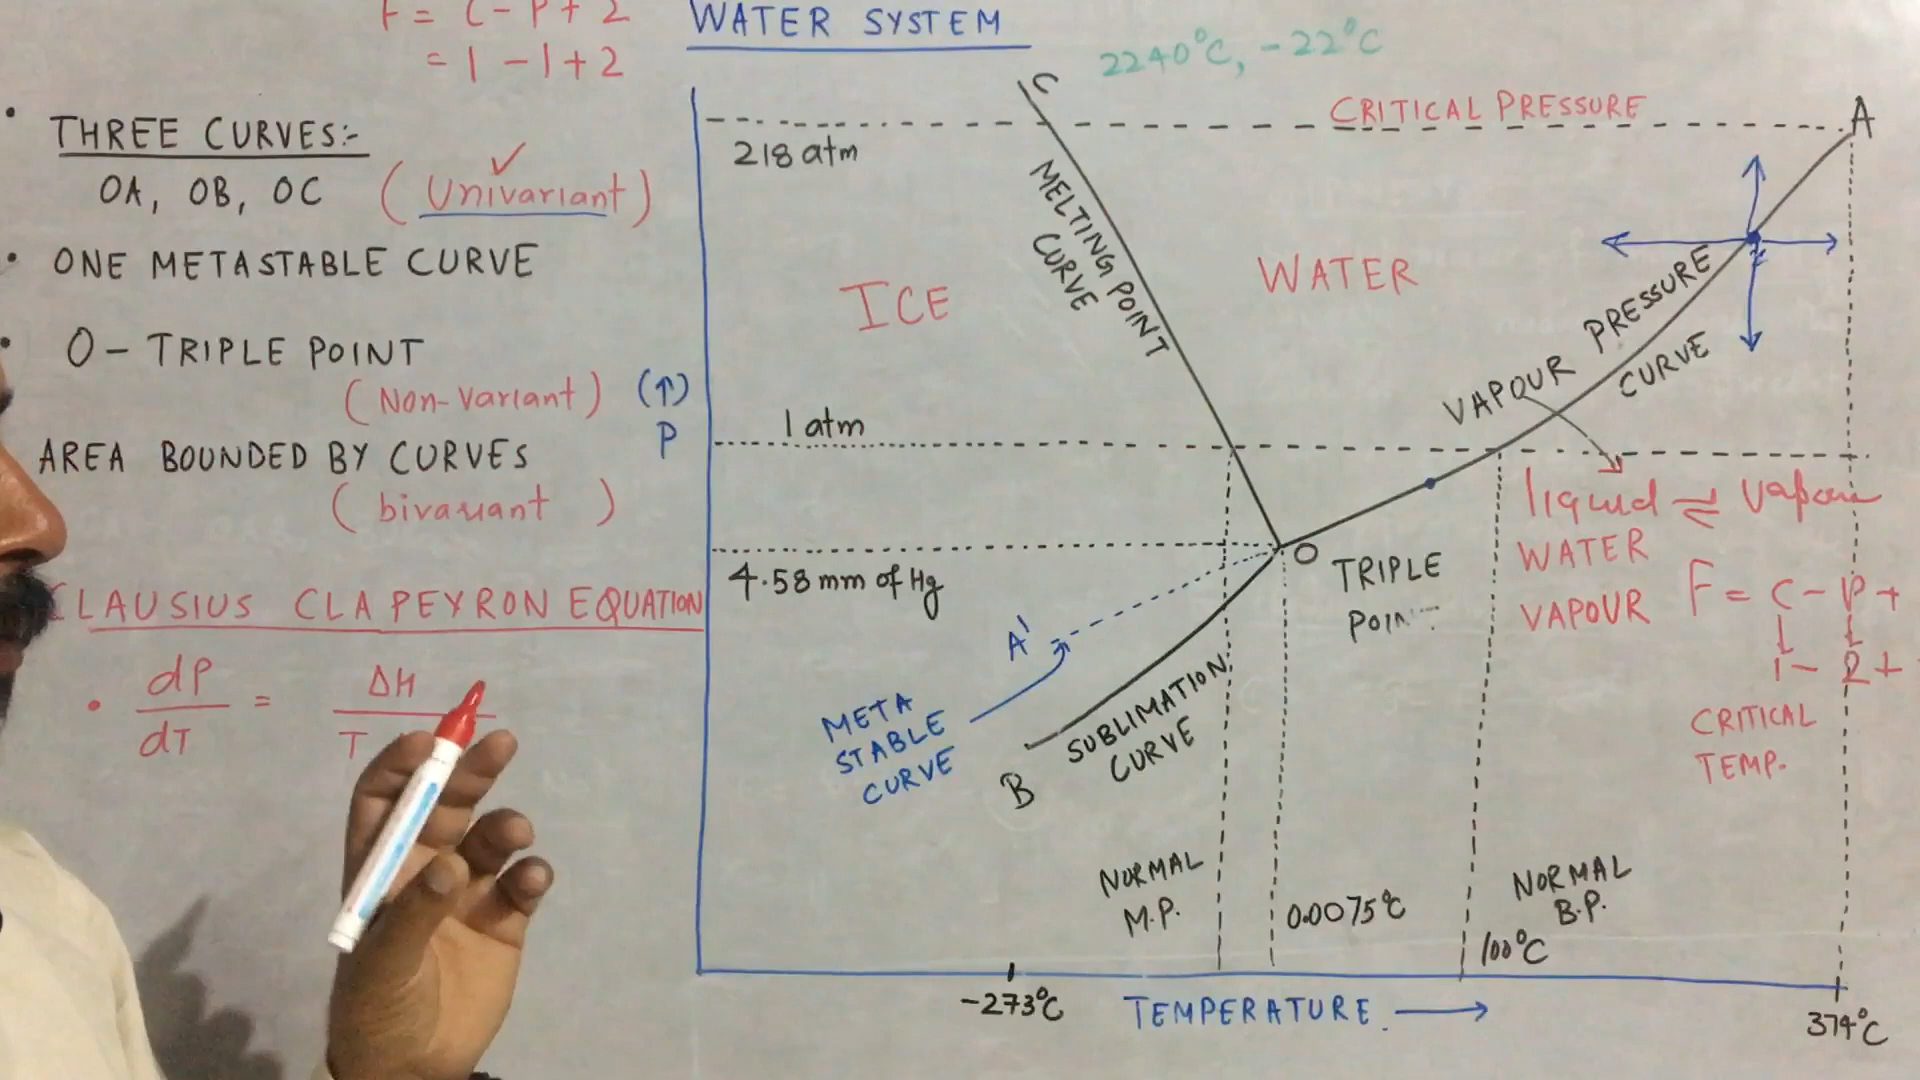 F = C - P + 2
= 1 - 1 + 2
WATER SYSTEM
2240°C, -22°C
THREE CURVES:-
OA, OB, OC (Univariant)
ONE METASTABLE CURVE
O - TRIPLE POINT
(Non-variant)
AREA BOUNDED BY CURVES
(bivariant)
CLAUSIUS CLAPEYRON EQUATION
dP
dT
=
ΔH
T
(↑)
P
C
CRITICAL PRESSURE
A
218 atm
MELTING POINT
CURVE
ICE
WATER
VAPOUR PRESSURE
CURVE
1 atm
liquid ⇌ vapour
WATER
VAPOUR
F = C - P +
1 - 2 +
4.58 mm of Hg
O
TRIPLE
A'
META
STABLE
CURVE
B
SUBLIMATION
CURVE
CRITICAL
TEMP.
NORMAL
M.P.
0.0075°C
NORMAL
B.P.
100°C
-273°C
TEMPERATURE →
374°C